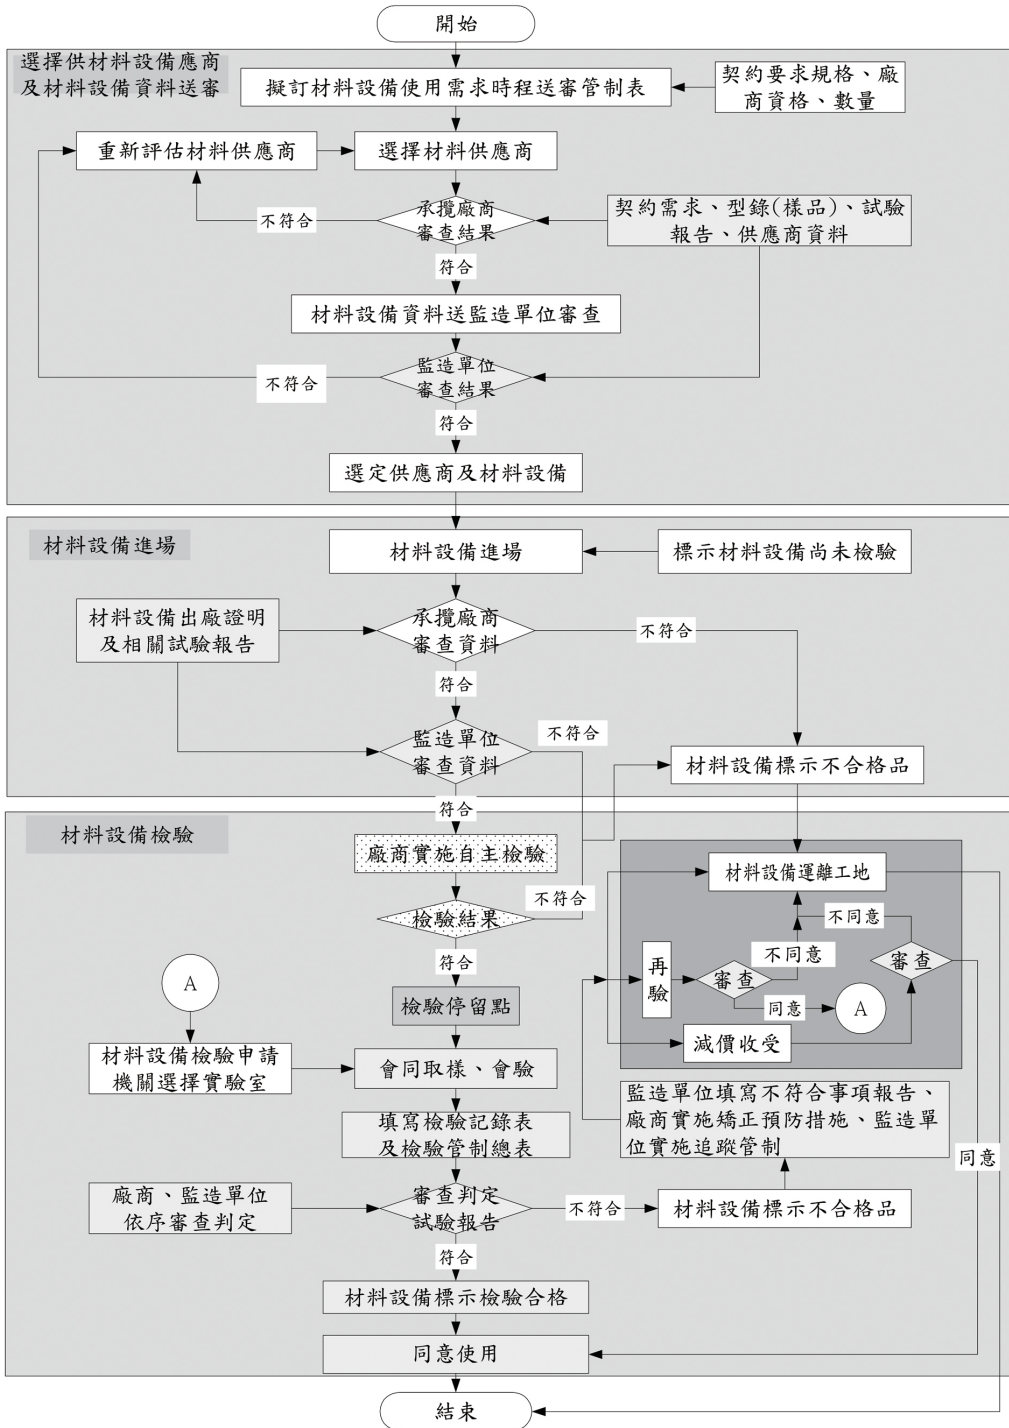 開始
選擇供材料設備應商
及材料設備資料送審
擬訂材料設備使用需求時程送審管制表
契約要求規格、廠
商資格、數量
重新評估材料供應商
選擇材料供應商
不符合
承攬廠商
審查結果
契約需求、型錄(樣品)、試驗
報告、供應商資料
符合
材料設備資料送監造單位審查
不符合
監造單位
審查結果
符合
選定供應商及材料設備
材料設備進場
材料設備進場
標示材料設備尚未檢驗
材料設備出廠證明
及相關試驗報告
承攬廠商
審查資料
不符合
符合
監造單位
審查資料
不符合
材料設備標示不合格品
符合
材料設備檢驗
廠商實施自主檢驗
材料設備運離工地
檢驗結果
不符合
不同意
不同意
符合
再
驗
審查
審查
A
同意
A
檢驗停留點
減價收受
材料設備檢驗申請
機關選擇實驗室
會同取樣、會驗
監造單位填寫不符合事項報告、
廠商實施矯正預防措施、監造單
位實施追蹤管制
填寫檢驗記錄表
及檢驗管制總表
同意
廠商、監造單位
依序審查判定
審查判定
試驗報告
不符合
材料設備標示不合格品
符合
材料設備標示檢驗合格
同意使用
結束